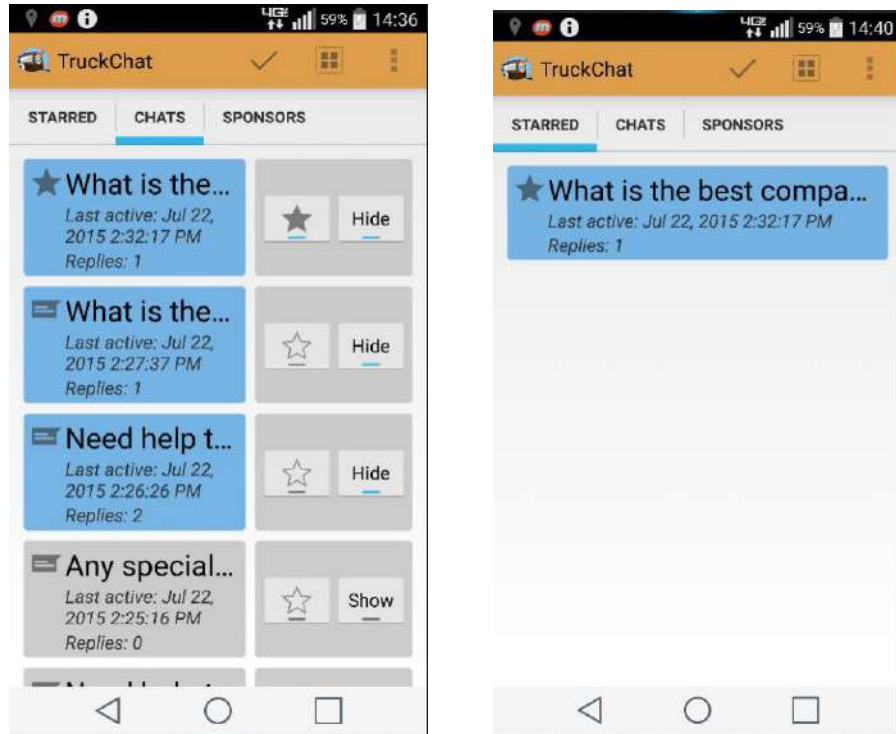 4G 59% 14:36
TruckChat
STARRED CHATS SPONSORS
What is the...
Last active: Jul 22,
2015 2:32:17 PM
Replies: 1
Hide
What is the...
Last active: Jul 22,
2015 2:27:37 PM
Replies: 1
Hide
Need help t...
Last active: Jul 22,
2015 2:26:26 PM
Replies: 2
Hide
Any special...
Last active: Jul 22,
2015 2:25:16 PM
Replies: 0
Show
4G 59% 14:40
TruckChat
STARRED CHATS SPONSORS
What is the best compa...
Last active: Jul 22, 2015 2:32:17 PM
Replies: 1